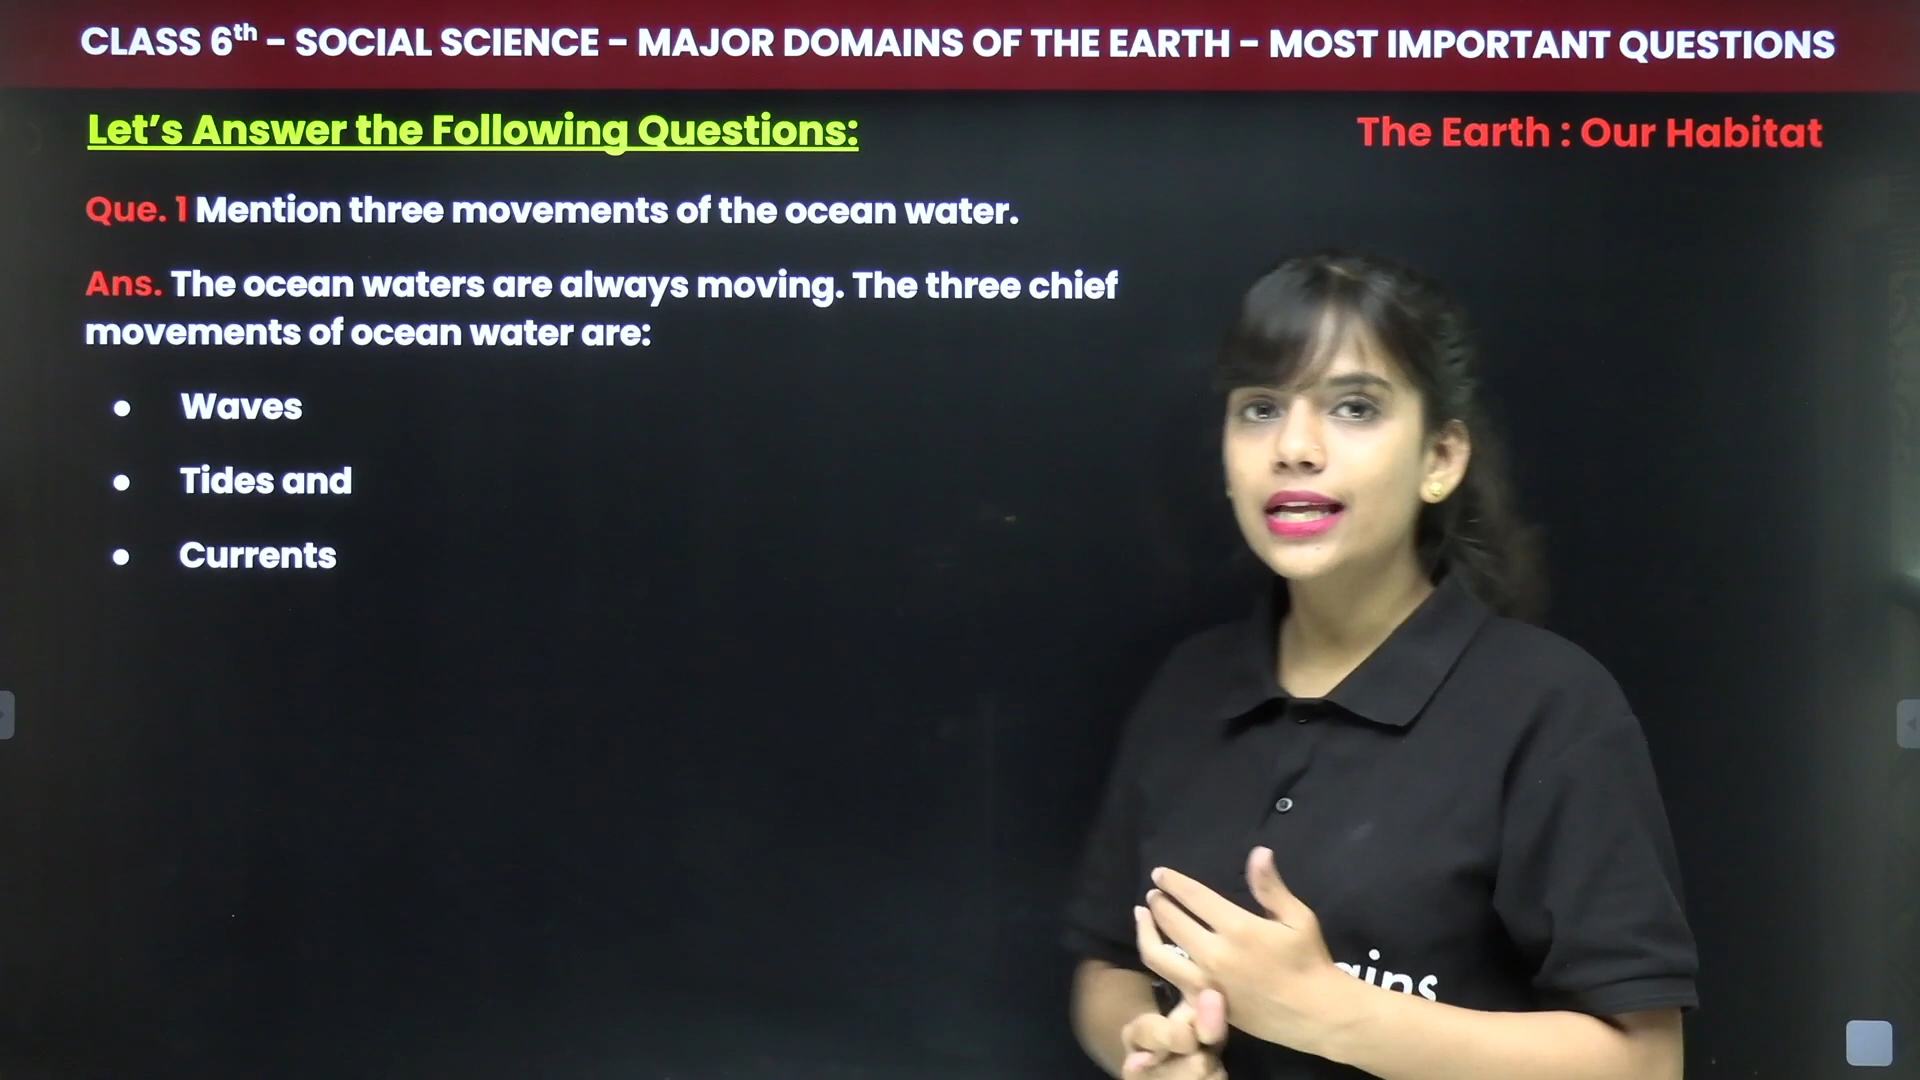 CLASS 6th - SOCIAL SCIENCE - MAJOR DOMAINS OF THE EARTH - MOST IMPORTANT QUESTIONS
Let's Answer the Following Questions:
The Earth : Our Habitat
Que. 1 Mention three movements of the ocean water.
Ans. The ocean waters are always moving. The three chief
movements of ocean water are:
● Waves
● Tides and
● Currents